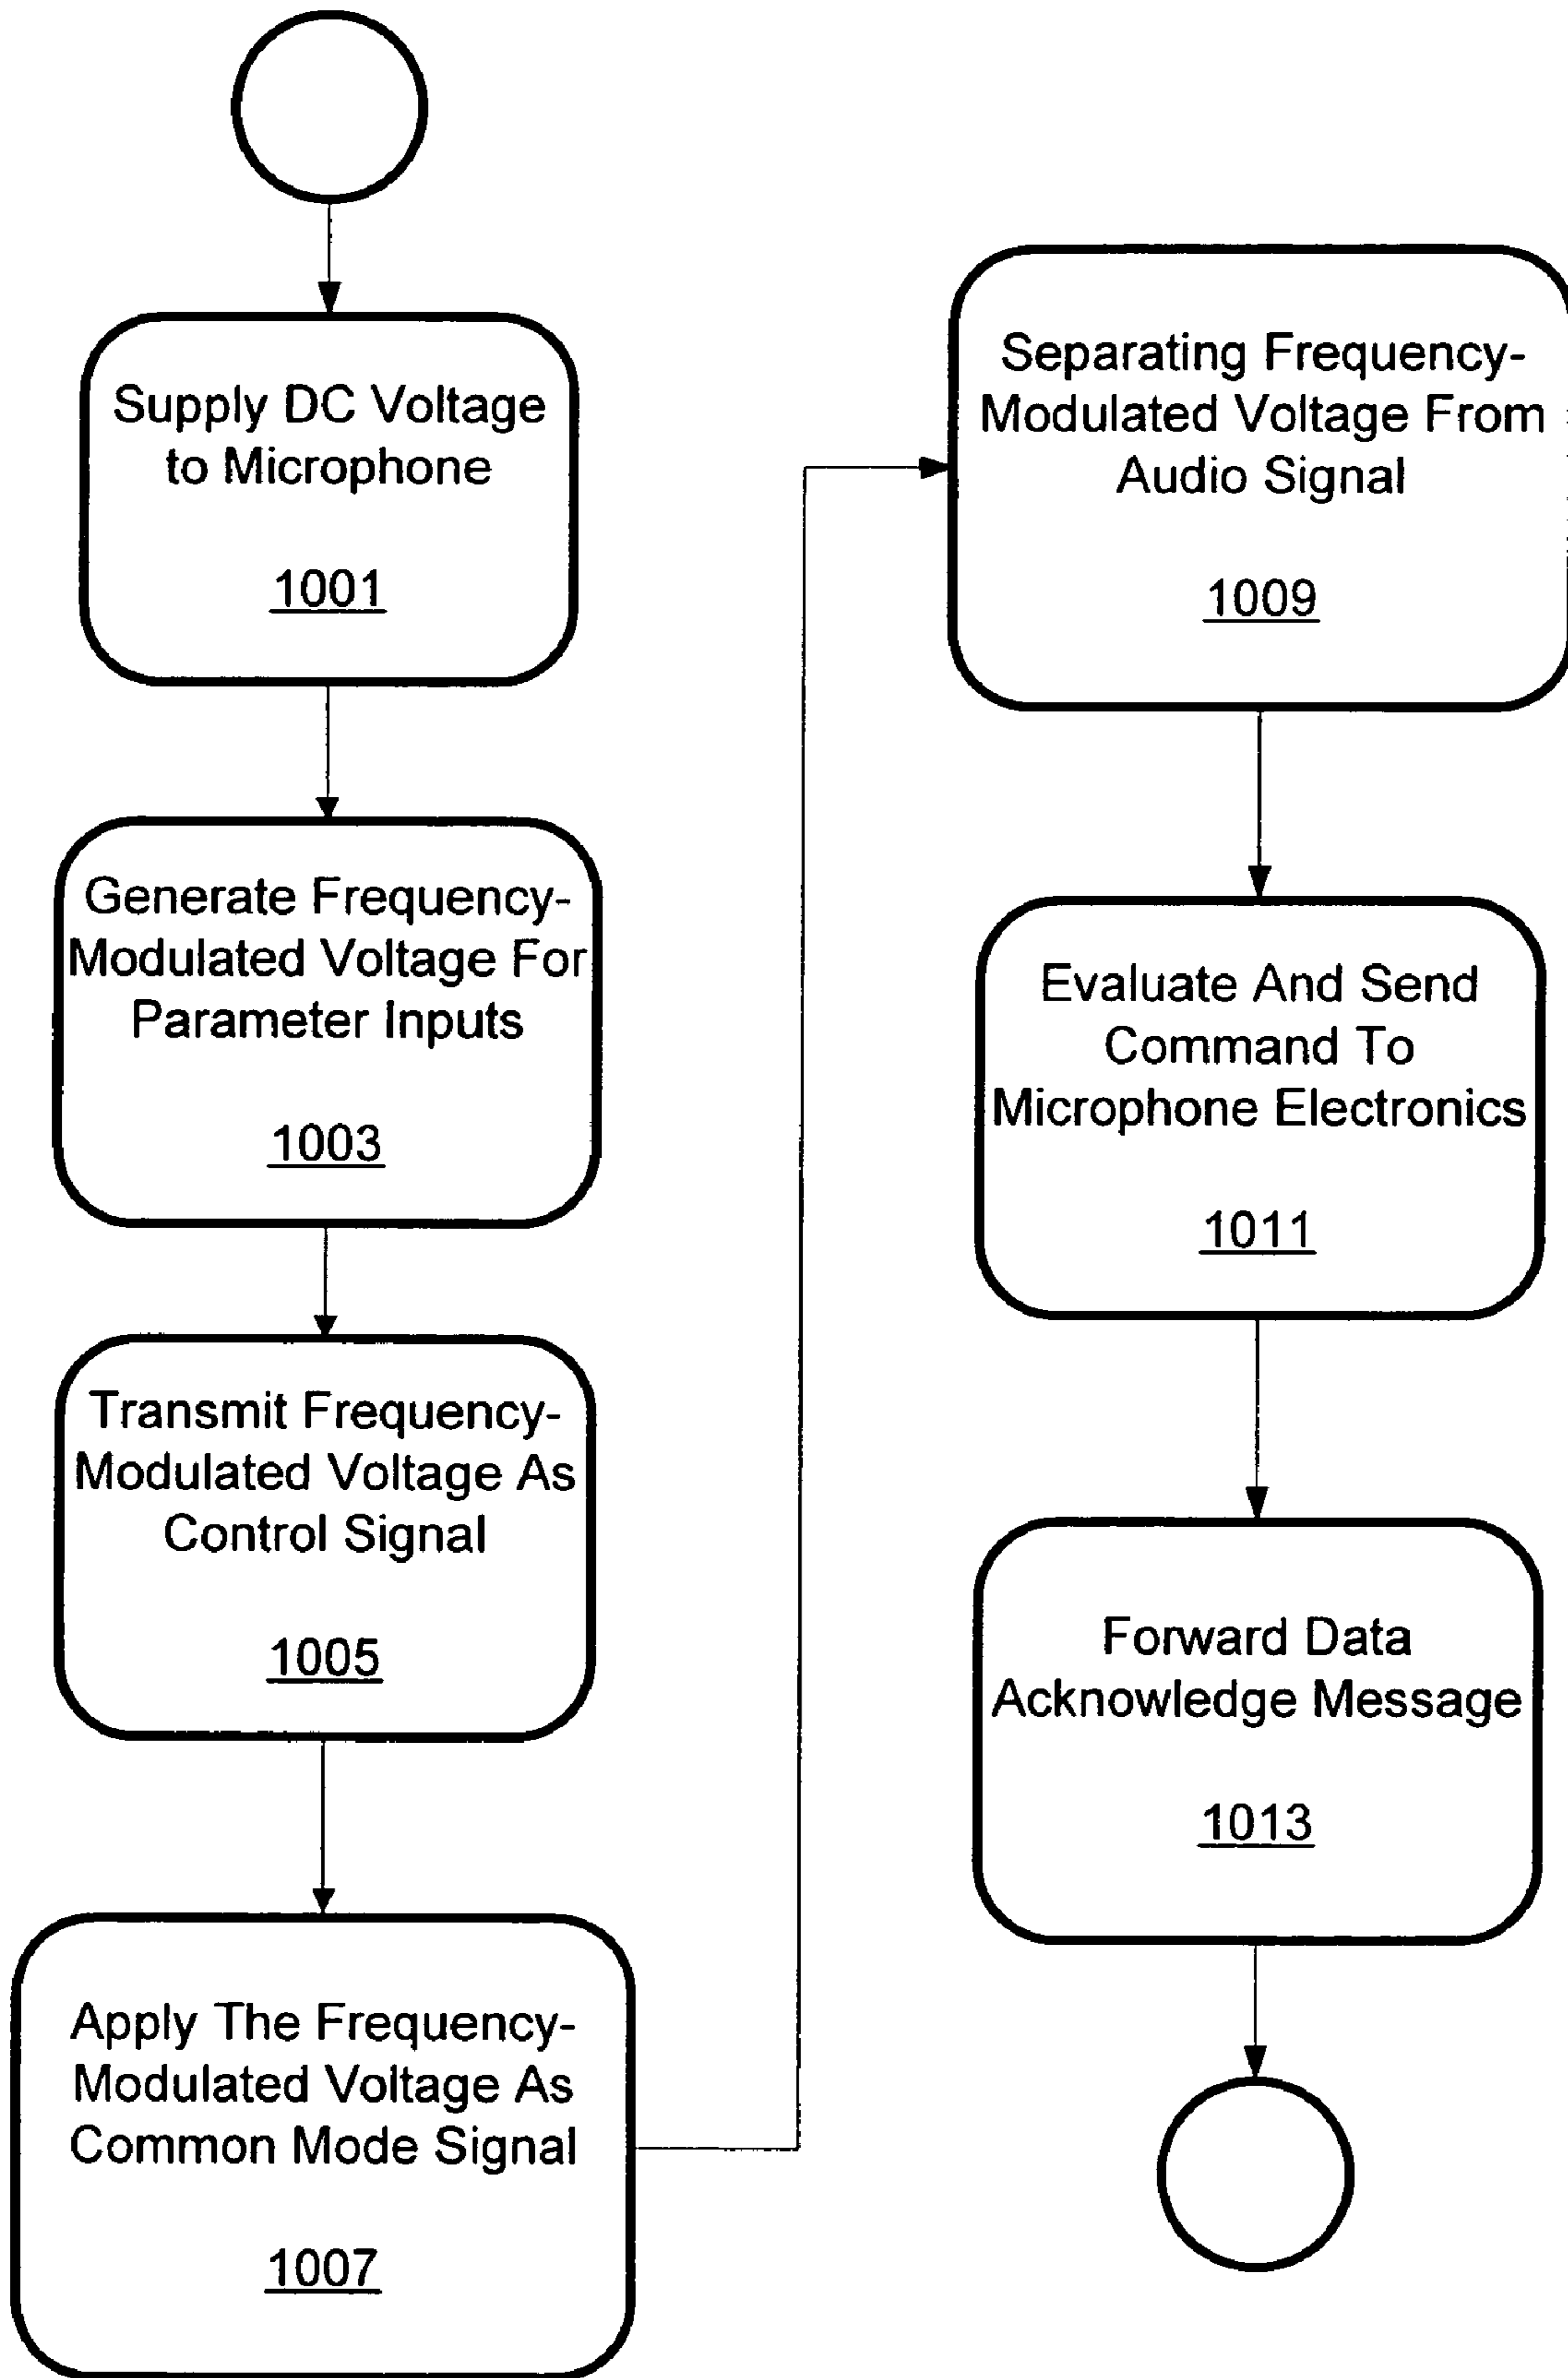 Supply DC Voltage
to Microphone
1001
Generate Frequency-
Modulated Voltage For
Parameter Inputs
1003
Transmit Frequency-
Modulated Voltage As
Control Signal
1005
Apply The Frequency-
Modulated Voltage As
Common Mode Signal
1007
Separating Frequency-
Modulated Voltage From
Audio Signal
1009
Evaluate And Send
Command To
Microphone Electronics
1011
Forward Data
Acknowledge Message
1013